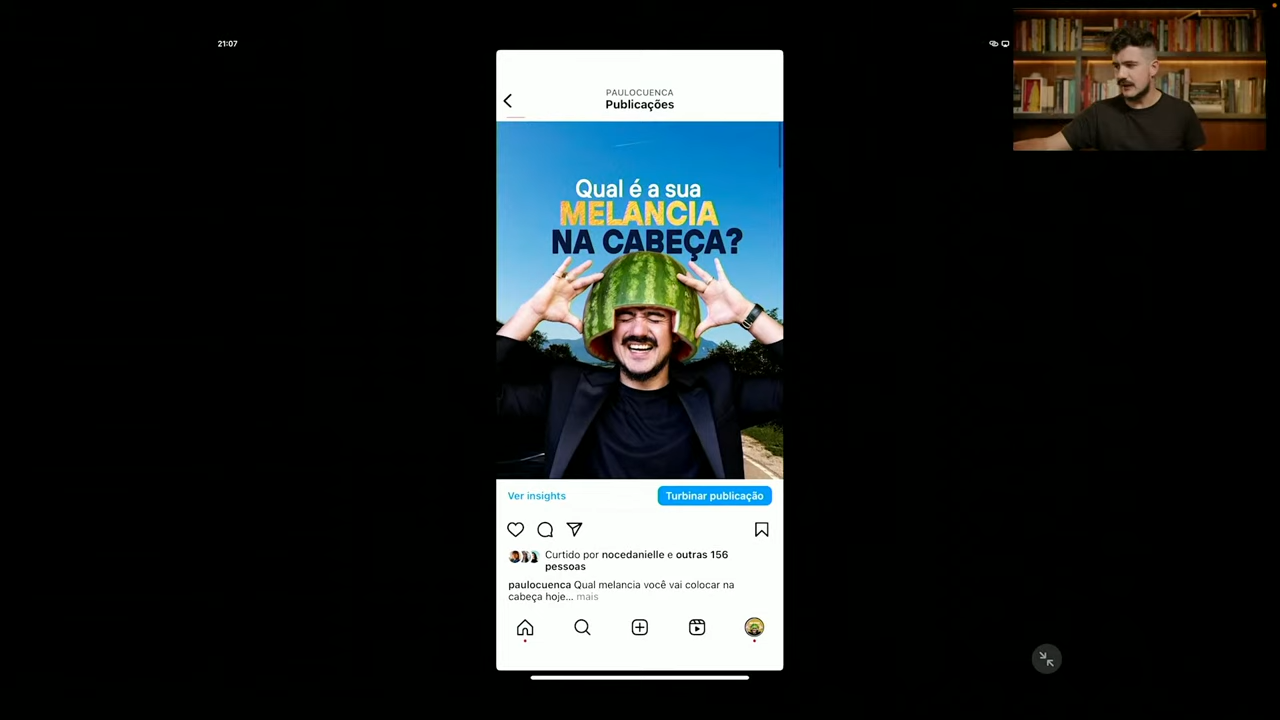 21:07
PAULOCUENCA
Publicações
Qual é a sua
MELANCIA
NA CABEÇA?
Ver insights
Turbinar publicação
Curtido por nocedanielle e outras 156
pessoas
paulocuenca Qual melancia você vai colocar na
cabeça hoje... mais